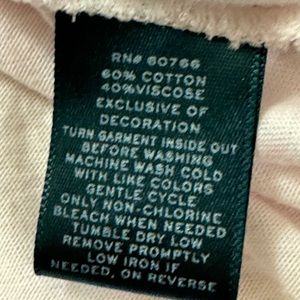 RN# 60766
60% COTTON
40%VISCOSE
EXCLUSIVE OF
DECORATION
TURN GARMENT INSIDE OUT
BEFORE WASHING
MACHINE WASH COLD
WITH LIKE COLORS
GENTLE CYCLE
ONLY NON-CHLORINE
BLEACH WHEN NEEDED
TUMBLE DRY LOW
REMOVE PROMPTLY
LOW IRON IF
NEEDED, ON REVERSE